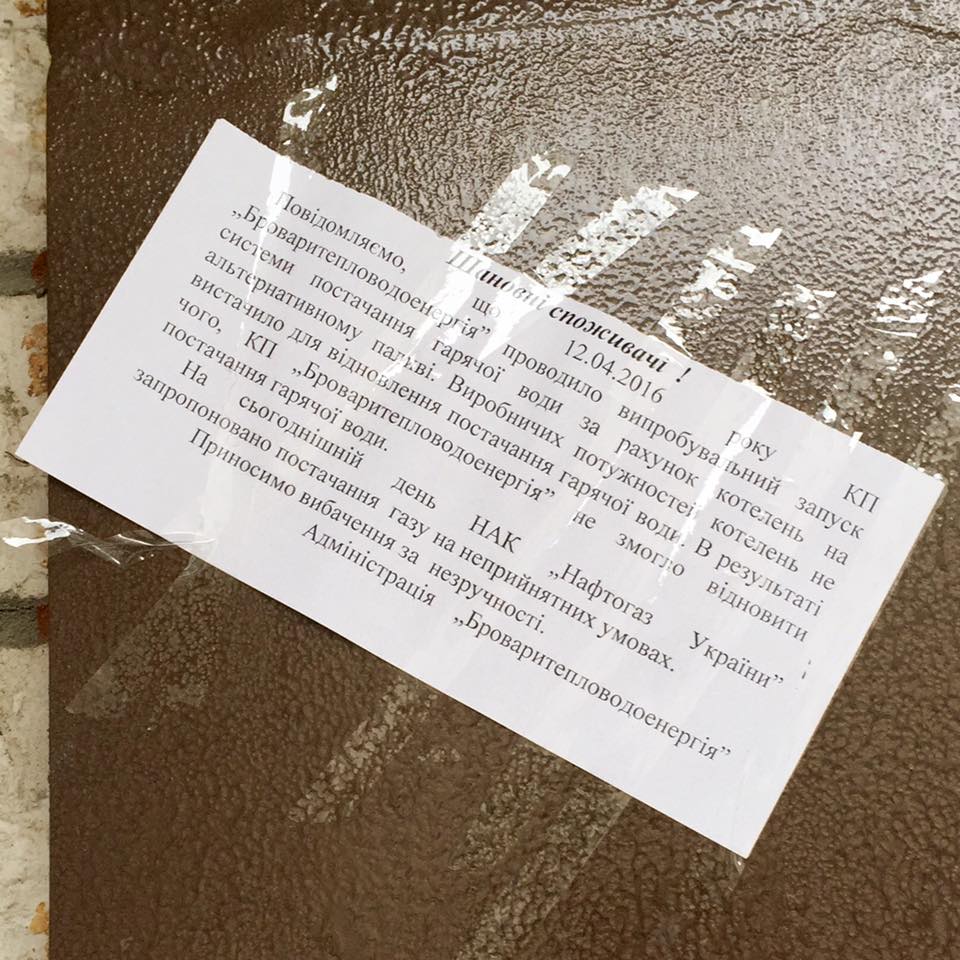 Шановні споживачі !
Повідомляємо, що 12.04.2016 року КП
„Броваритепловодоенергія” проводило випробувальний запуск
системи постачання гарячої води за рахунок котелень на
альтернативному паливі. Виробничих потужностей котелень не
вистачило для відновлення постачання гарячої води. В результаті
чого, КП „Броваритепловодоенергія” не змогло відновити
постачання гарячої води.
На сьогоднішній день НАК „Нафтогаз України”
запропоновано постачання газу на неприйнятних умовах.
Приносимо вибачення за незручності.
Адміністрація „Броваритепловодоенергія”